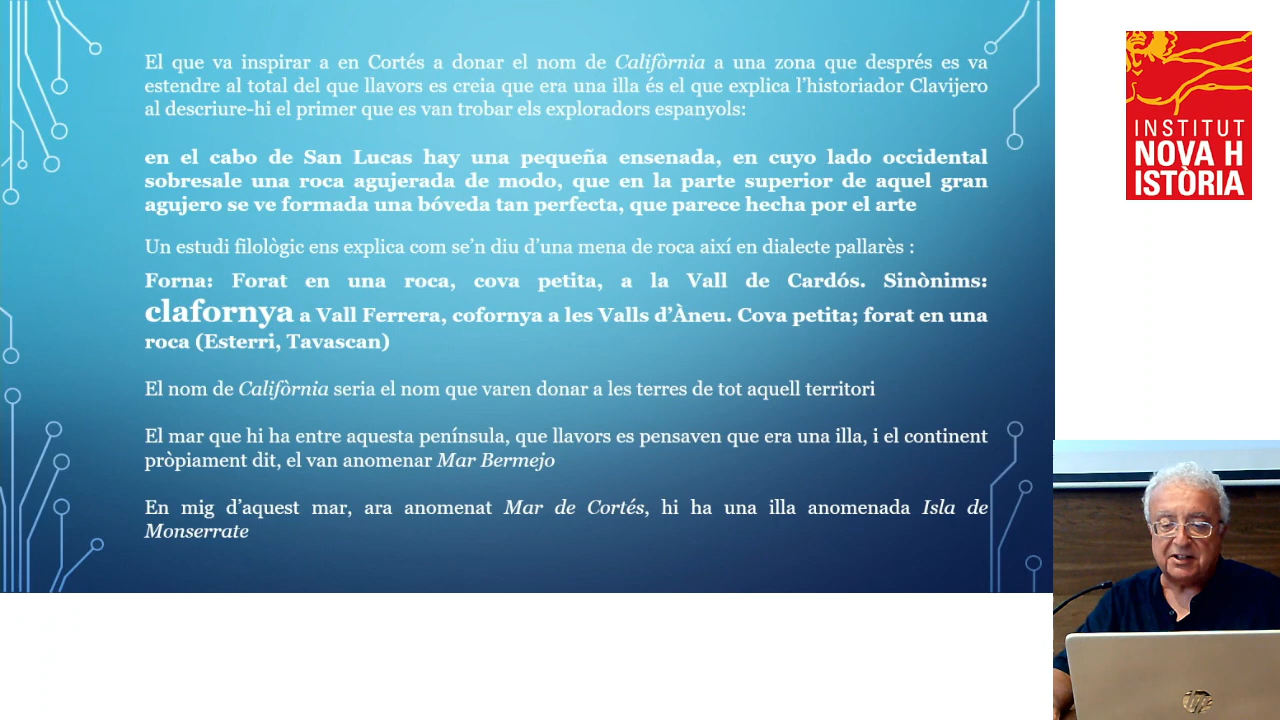 El que va inspirar a en Cortés a donar el nom de Califòrnia a una zona que després es va
estendre al total del que llavors es creia que era una illa és el que explica l'historiador Clavijero
al descriure-hi el primer que es van trobar els exploradors espanyols:
en el cabo de San Lucas hay una pequeña ensenada, en cuyo lado occidental
sobresale una roca agujerada de modo, que en la parte superior de aquel gran
agujero se ve formada una bóveda tan perfecta, que parece hecha por el arte
Un estudi filològic ens explica com se'n diu d'una mena de roca així en dialecte pallarès :
Forna: Forat en una roca, cova petita, a la Vall de Cardós. Sinònims:
clafornya a Vall Ferrera, cofornya a les Valls d'Àneu. Cova petita; forat en una
roca (Esterri, Tavascan)
El nom de Califòrnia seria el nom que varen donar a les terres de tot aquell territori
El mar que hi ha entre aquesta península, que llavors es pensaven que era una illa, i el continent
pròpiament dit, el van anomenar Mar Bermejo
En mig d'aquest mar, ara anomenat Mar de Cortés, hi ha una illa anomenada Isla de
Monserrate
INSTITUT
NOVA H
ISTÒRIA
hp